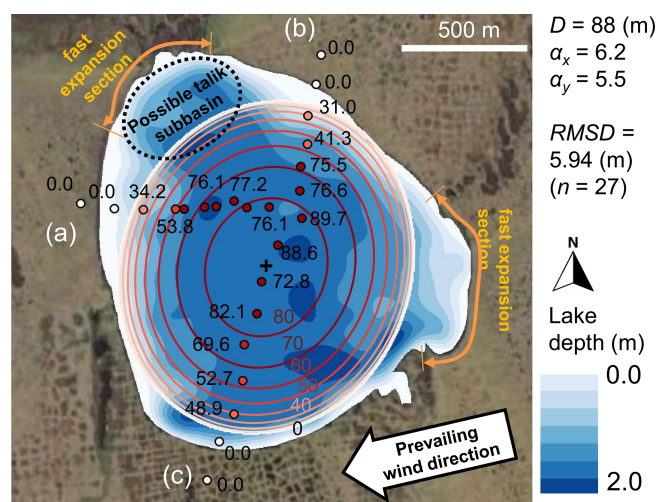 (b)
500 m
D = 88 (m)
αx = 6.2
αy = 5.5
RMSD =
5.94 (m)
(n = 27)
fast
expansion
section
Possible talik
subbasin
0.0
0.0
31.0
41.3
75.5
76.6
89.7
0.0
0.0
34.2
53.8
76.1
77.2
76.1
(a)
88.6
72.8
82.1
69.6
52.7
48.9
80
70
60
50
40
0
0.0
0.0
(c)
fast expansion
section
Prevailing
wind direction
N
Lake
depth (m)
0.0
2.0